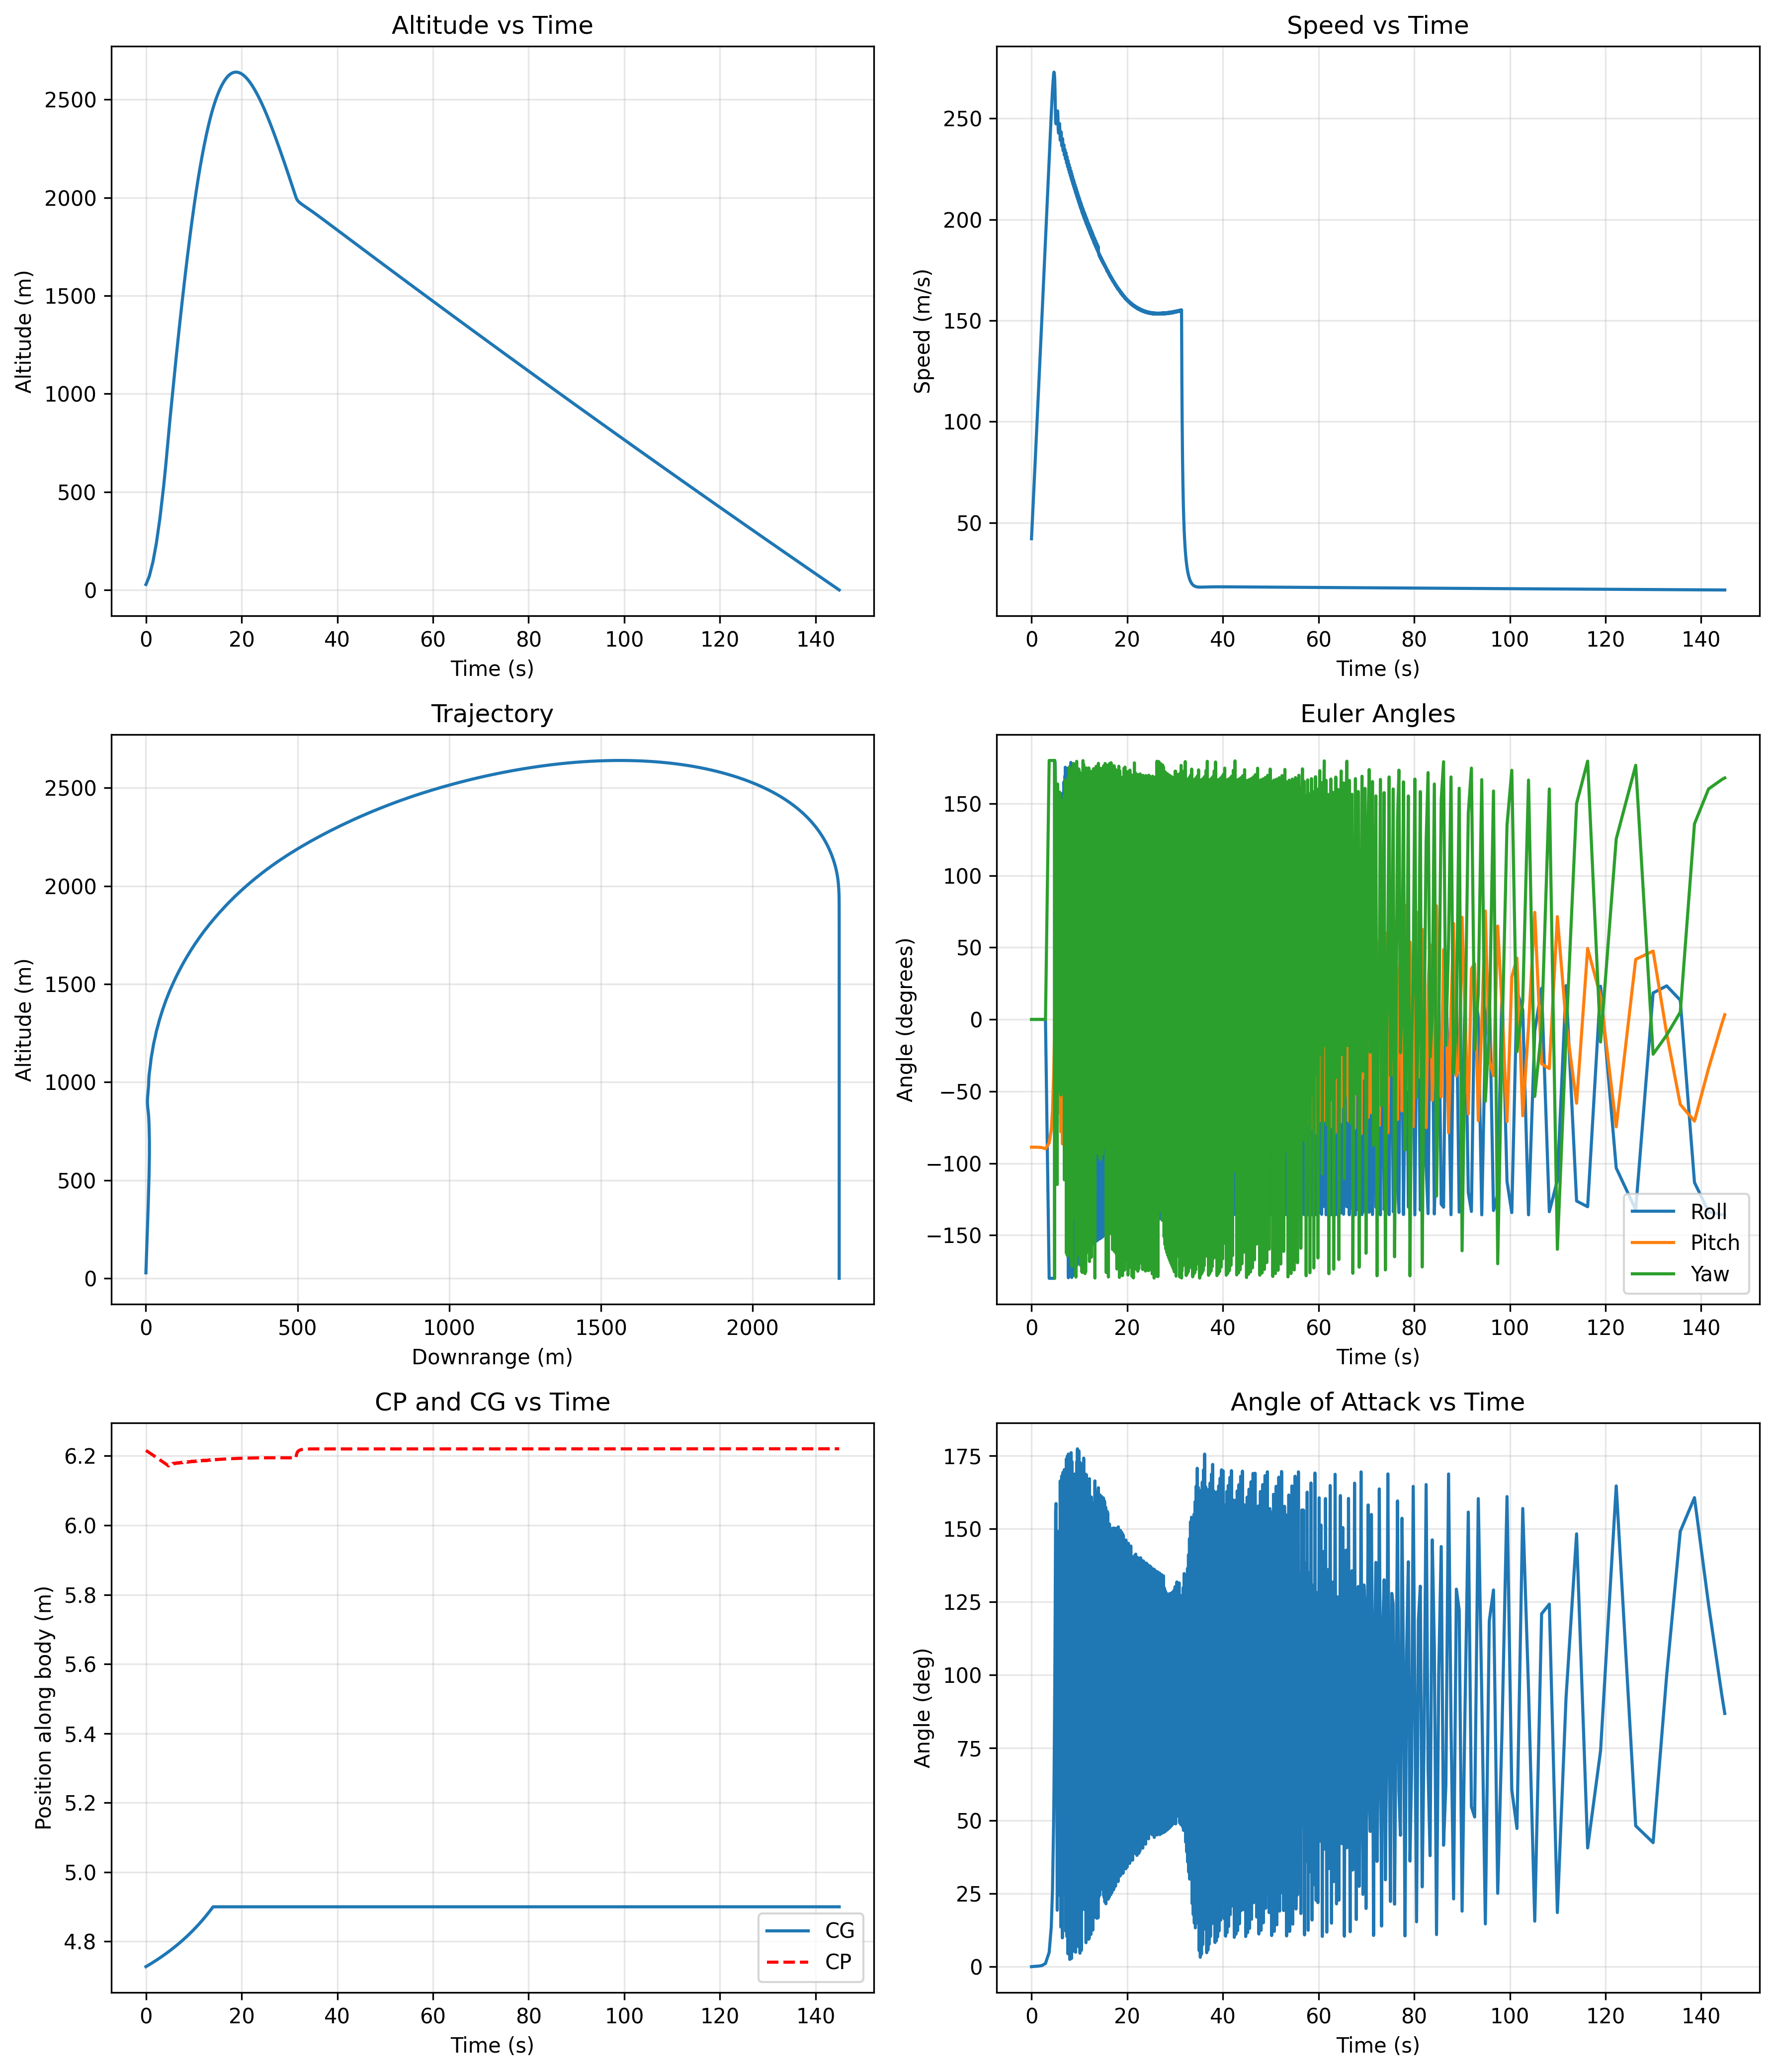 Altitude vs Time
Altitude (m)
2500
2000
1500
1000
500
0
0 20 40 60 80 100 120 140
Time (s)
Speed vs Time
Speed (m/s)
250
200
150
100
50
0 20 40 60 80 100 120 140
Time (s)
Trajectory
Altitude (m)
2500
2000
1500
1000
500
0
0 500 1000 1500 2000
Downrange (m)
Euler Angles
Angle (degrees)
150
100
50
0
−50
−100
−150
Roll
Pitch
Yaw
0 20 40 60 80 100 120 140
Time (s)
CP and CG vs Time
Position along body (m)
6.2
6.0
5.8
5.6
5.4
5.2
5.0
4.8
CG
CP
0 20 40 60 80 100 120 140
Time (s)
Angle of Attack vs Time
Angle (deg)
175
150
125
100
75
50
25
0
0 20 40 60 80 100 120 140
Time (s)